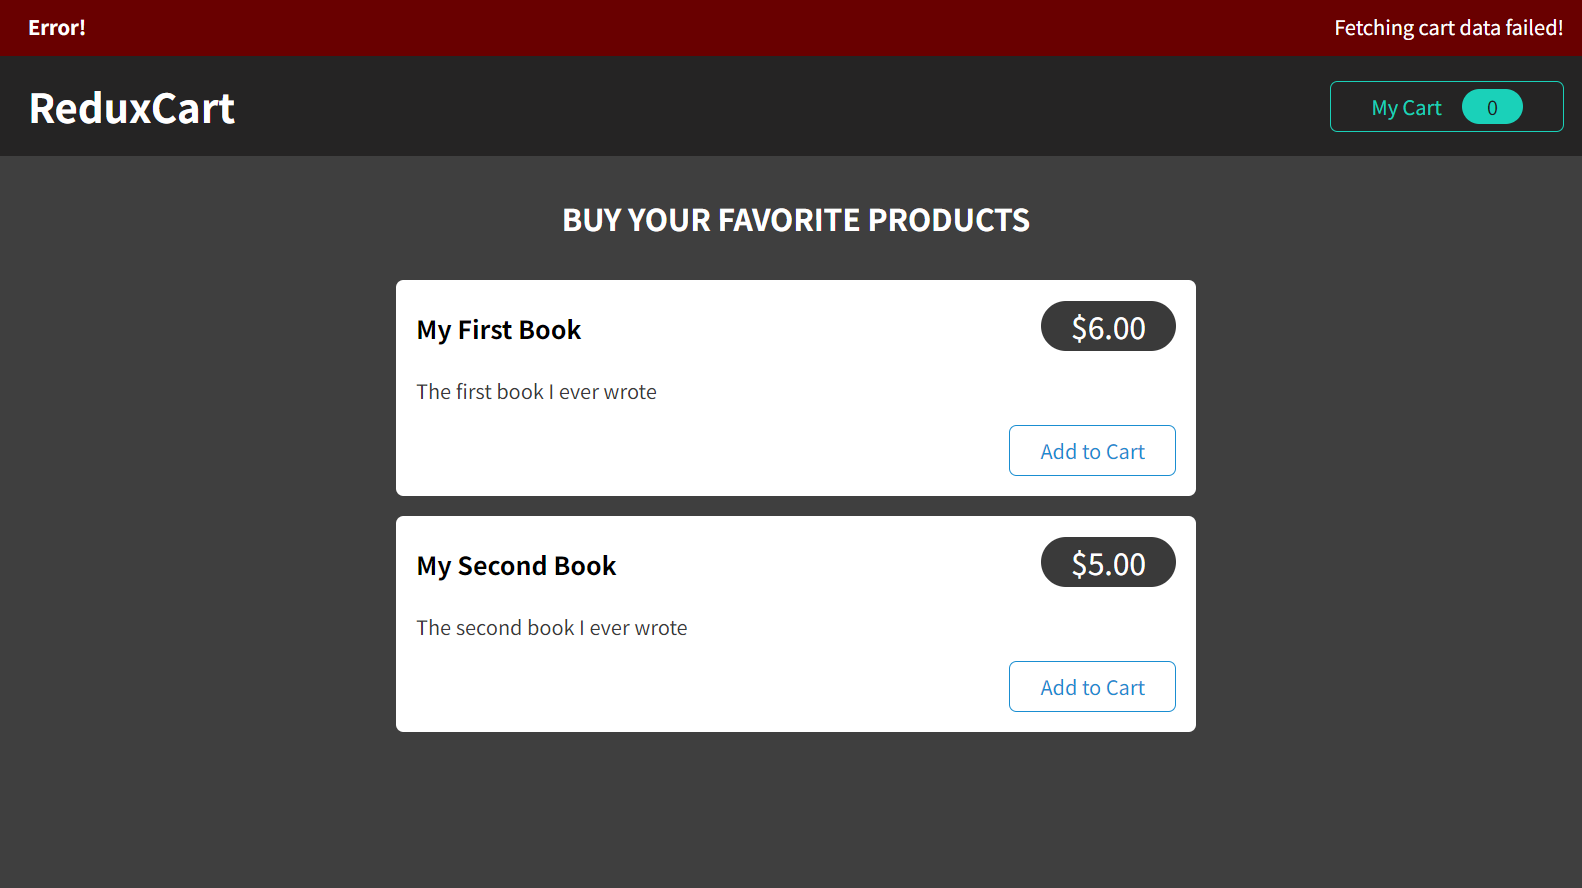 Error!
Fetching cart data failed!
ReduxCart
My Cart 0
BUY YOUR FAVORITE PRODUCTS
My First Book
$6.00
The first book I ever wrote
Add to Cart
My Second Book
$5.00
The second book I ever wrote
Add to Cart